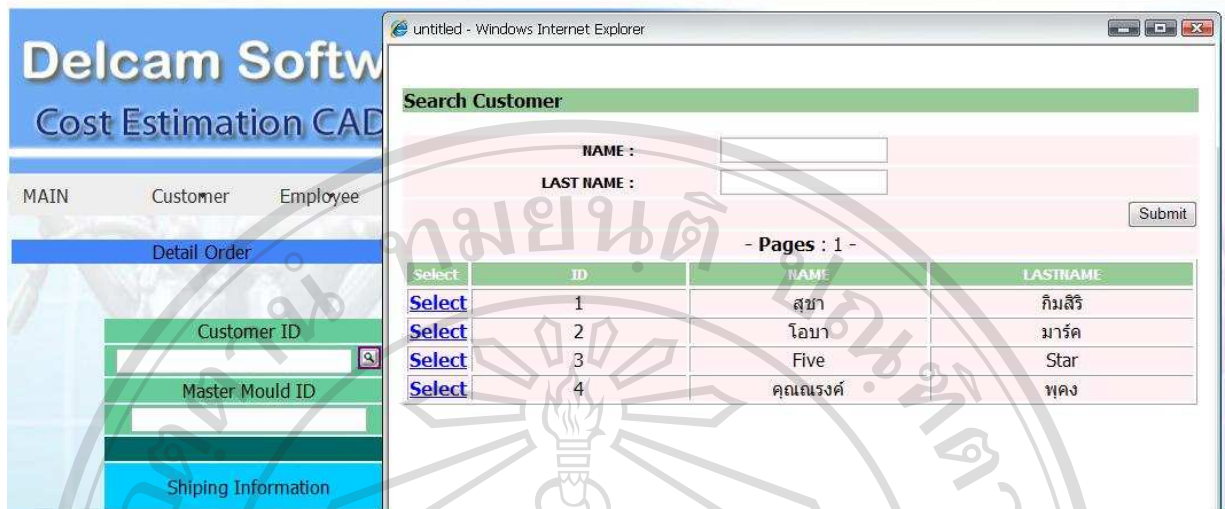 Delcam Softw
Cost Estimation CAD
MAIN Customer Employee
Detail Order
Customer ID
Master Mould ID
Shiping Information
untitled - Windows Internet Explorer
Search Customer
NAME :
LAST NAME :
Submit
- Pages : 1 -
Select ID NAME LASTNAME
Select 1 สุชา กิมสิริ
Select 2 โอบา มาร์ค
Select 3 Five Star
Select 4 คุณณรงค์ พุคง